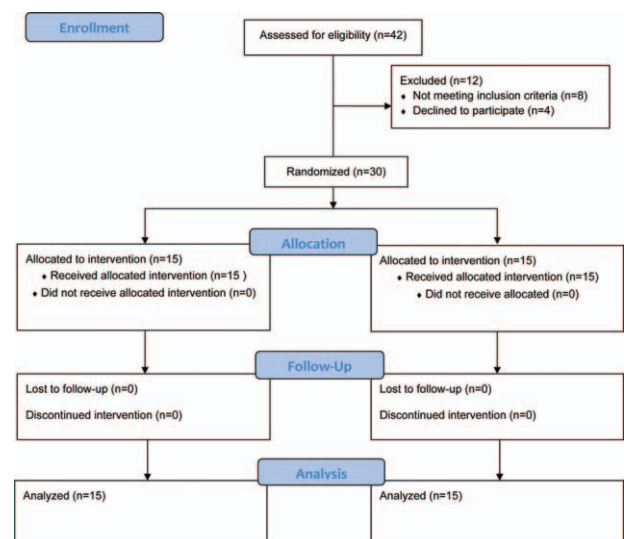 Enrollment
Assessed for eligibility (n=42)
Excluded (n=12)
♦ Not meeting inclusion criteria (n=8)
♦ Declined to participate (n=4)
Randomized (n=30)
Allocation
Allocated to intervention (n=15)
♦ Received allocated intervention (n=15 )
♦ Did not receive allocated intervention (n=0)
Allocated to intervention (n=15)
♦ Received allocated intervention (n=15)
♦ Did not receive allocated (n=0)
Follow-Up
Lost to follow-up (n=0)
Discontinued intervention (n=0)
Lost to follow-up (n=0)
Discontinued intervention (n=0)
Analysis
Analyzed (n=15)
Analyzed (n=15)